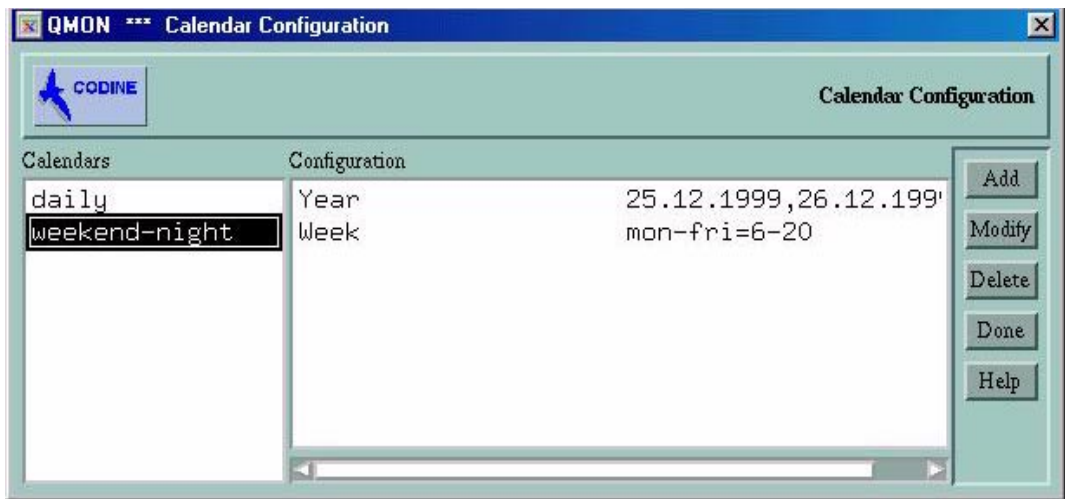 QMON *** Calendar Configuration
CODINE
Calendar Configuration
Calendars
Configuration
daily
weekend-night
Year 25.12.1999,26.12.199
Week mon-fri=6-20
Add
Modify
Delete
Done
Help